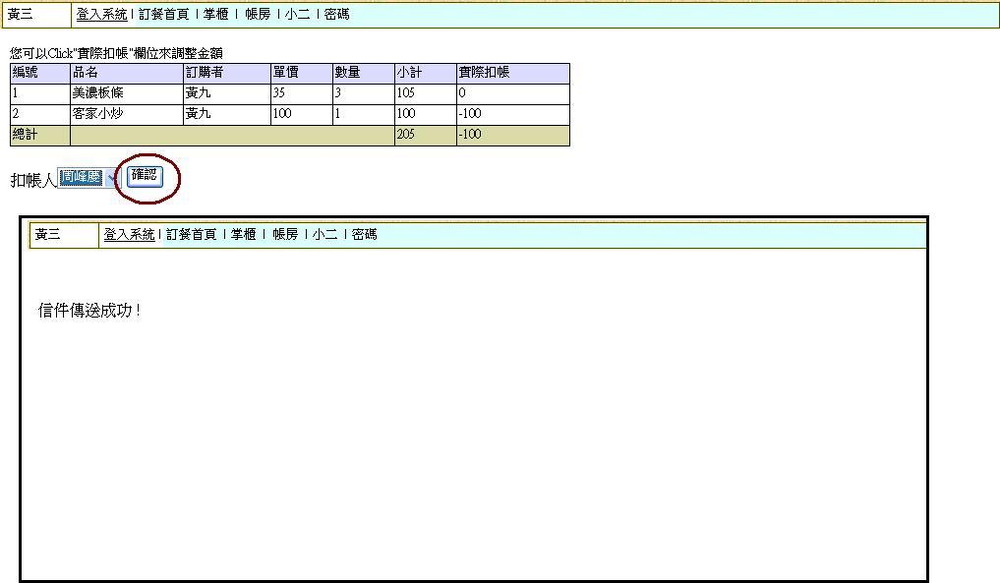 黃三 登入系統 | 訂餐首頁 | 掌櫃 | 帳房 | 小二 | 密碼
您可以Click"實際扣帳"欄位來調整金額
編號 品名 訂購者 單價 數量 小計 實際扣帳
1 美濃板條 黃九 35 3 105 0
2 客家小炒 黃九 100 1 100 -100
總計 205 -100
扣帳人 周峰慶 確認
黃三 登入系統 | 訂餐首頁 | 掌櫃 | 帳房 | 小二 | 密碼
信件傳送成功!